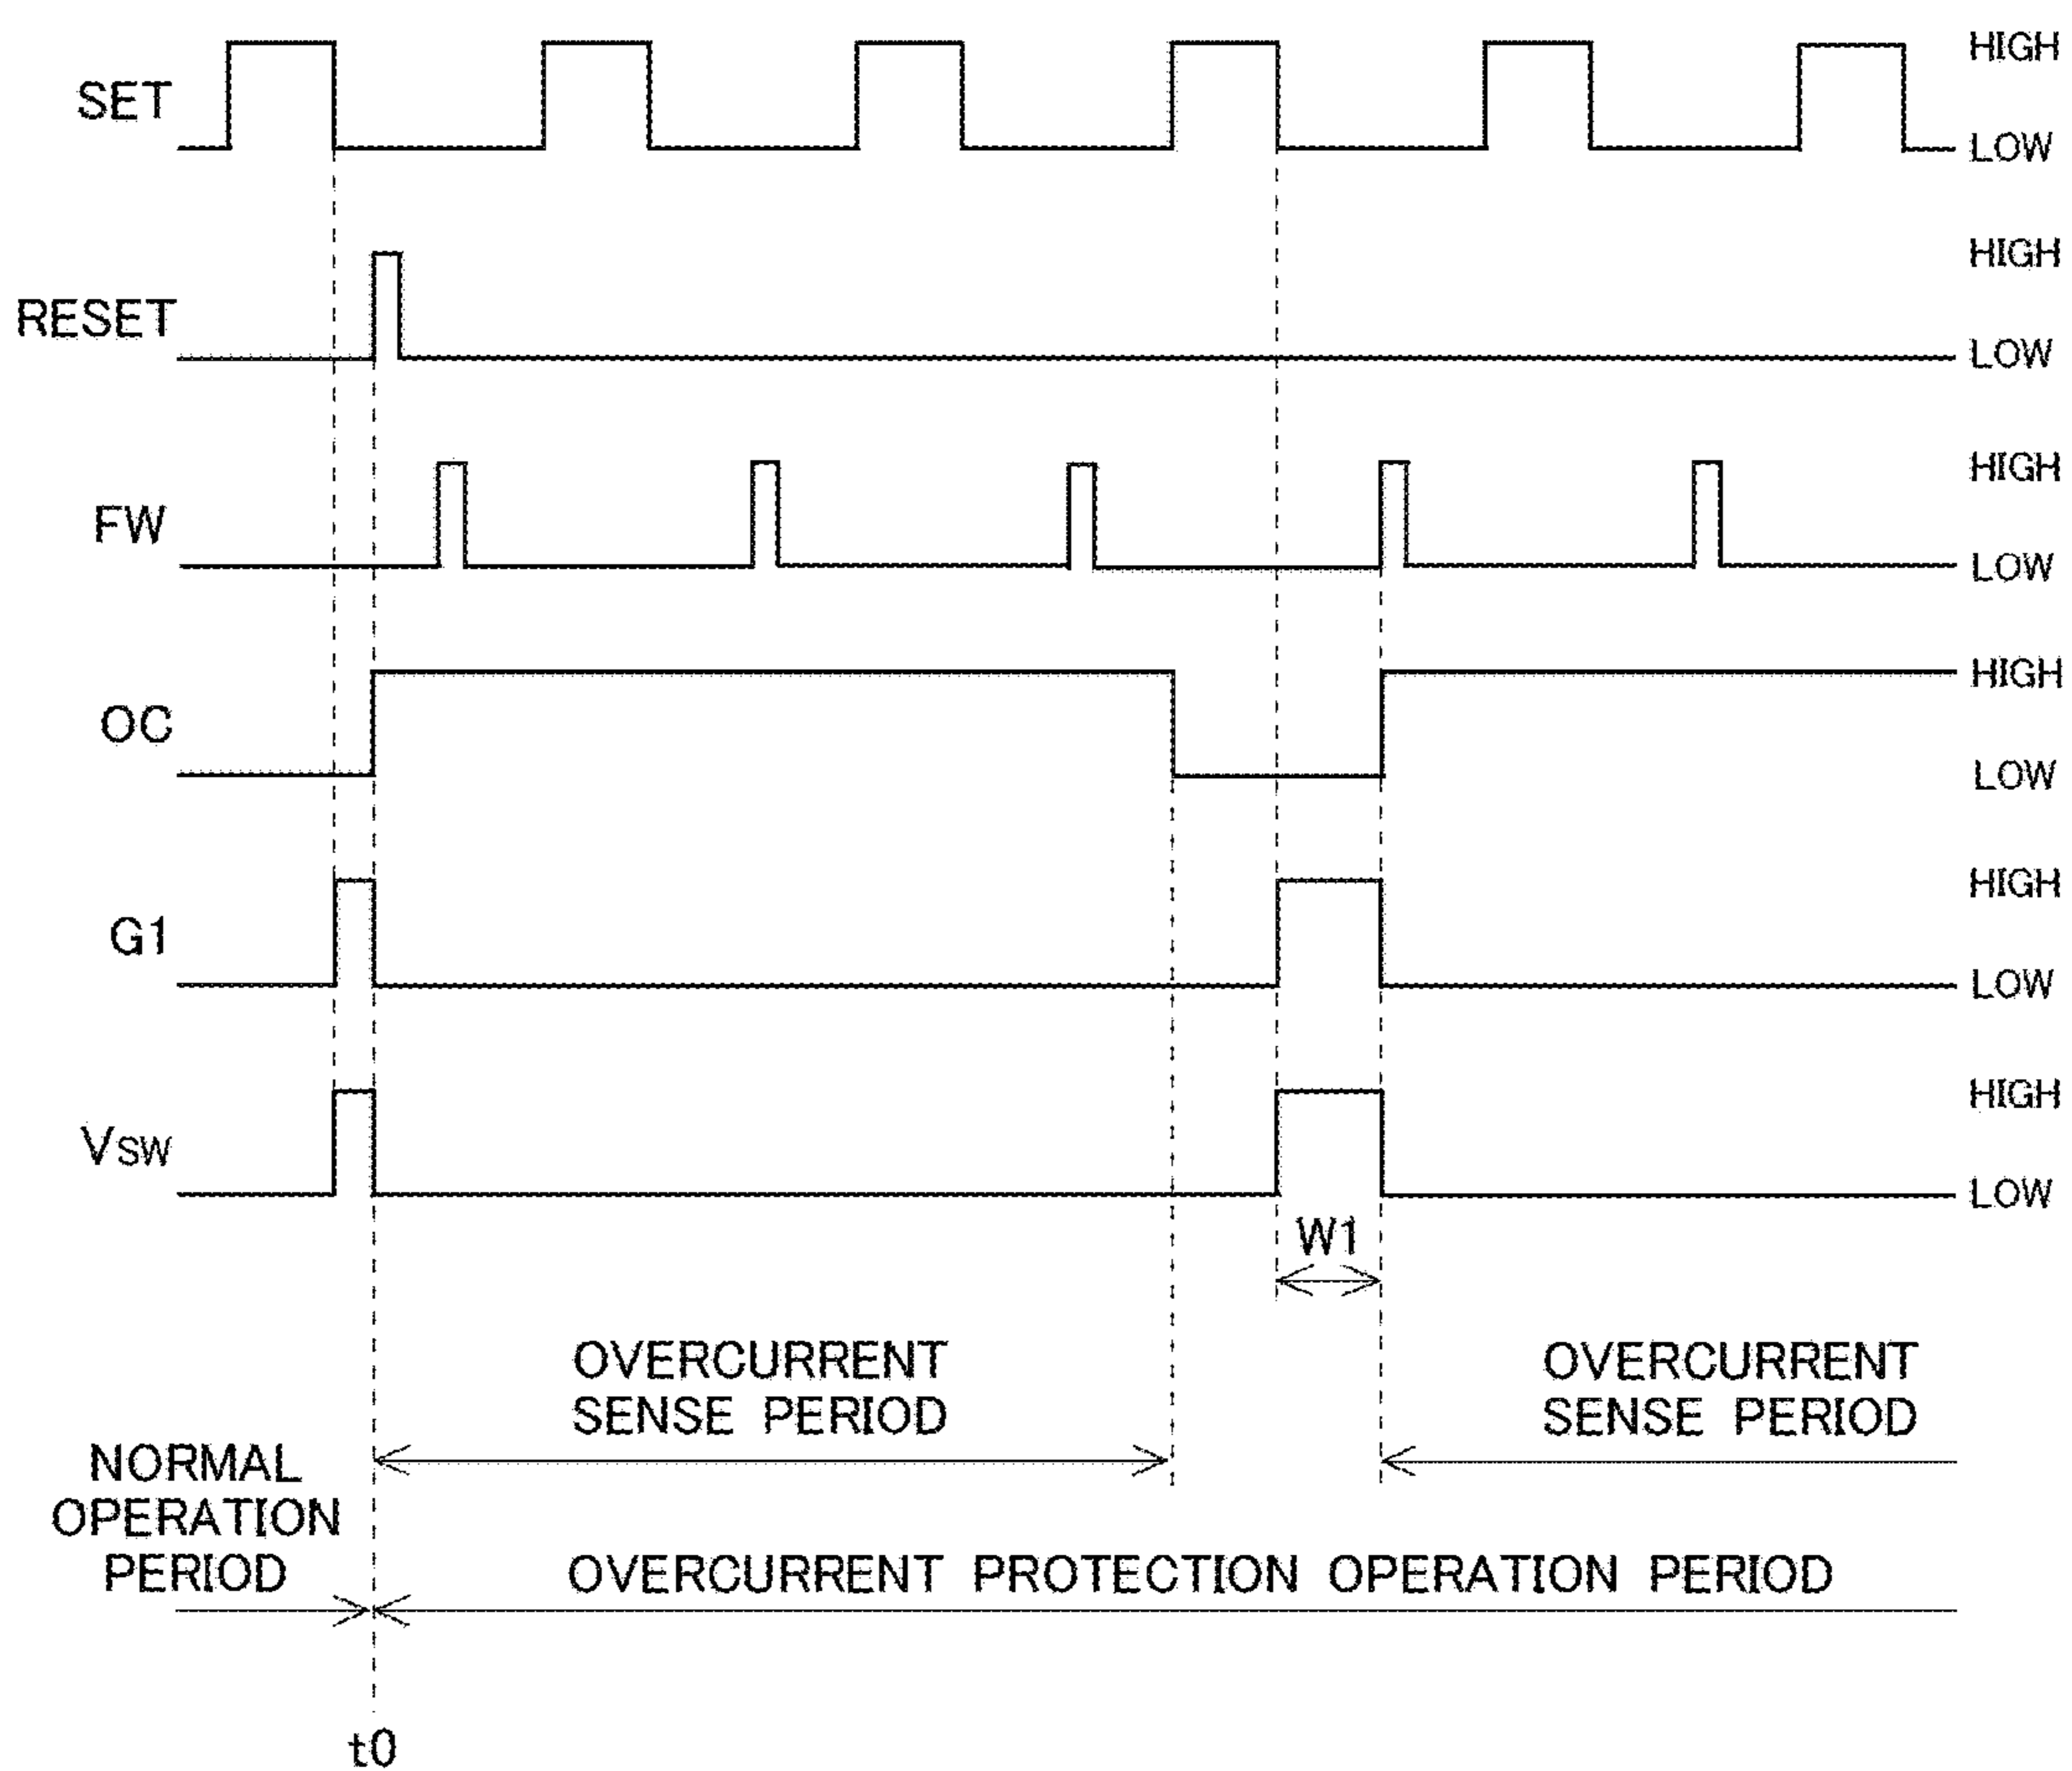 SET
HIGH
LOW
RESET
HIGH
LOW
FW
HIGH
LOW
OC
HIGH
LOW
G1
HIGH
LOW
VSW
HIGH
LOW
W1
OVERCURRENT
SENSE PERIOD
OVERCURRENT
SENSE PERIOD
NORMAL
OPERATION
PERIOD
OVERCURRENT PROTECTION OPERATION PERIOD
t0